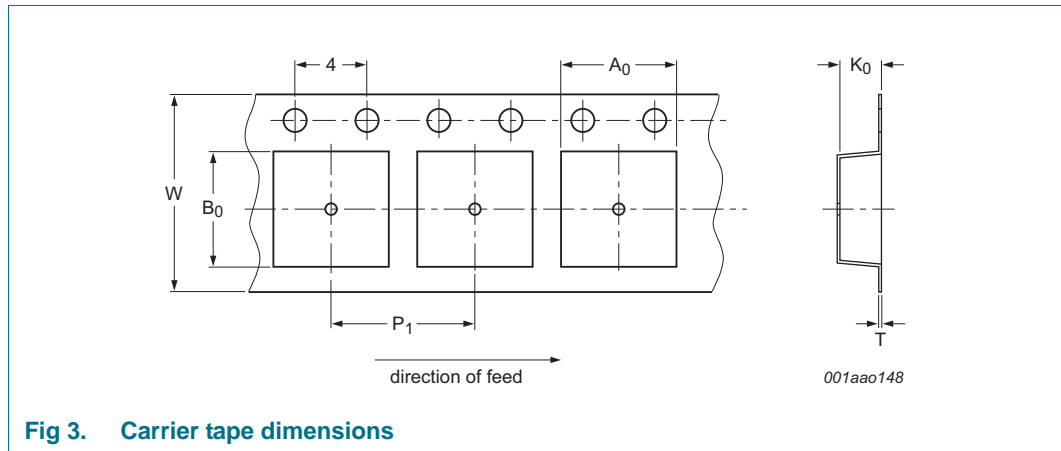 4
A0
K0
W
B0
P1
T
direction of feed
001aao148
Fig 3. Carrier tape dimensions